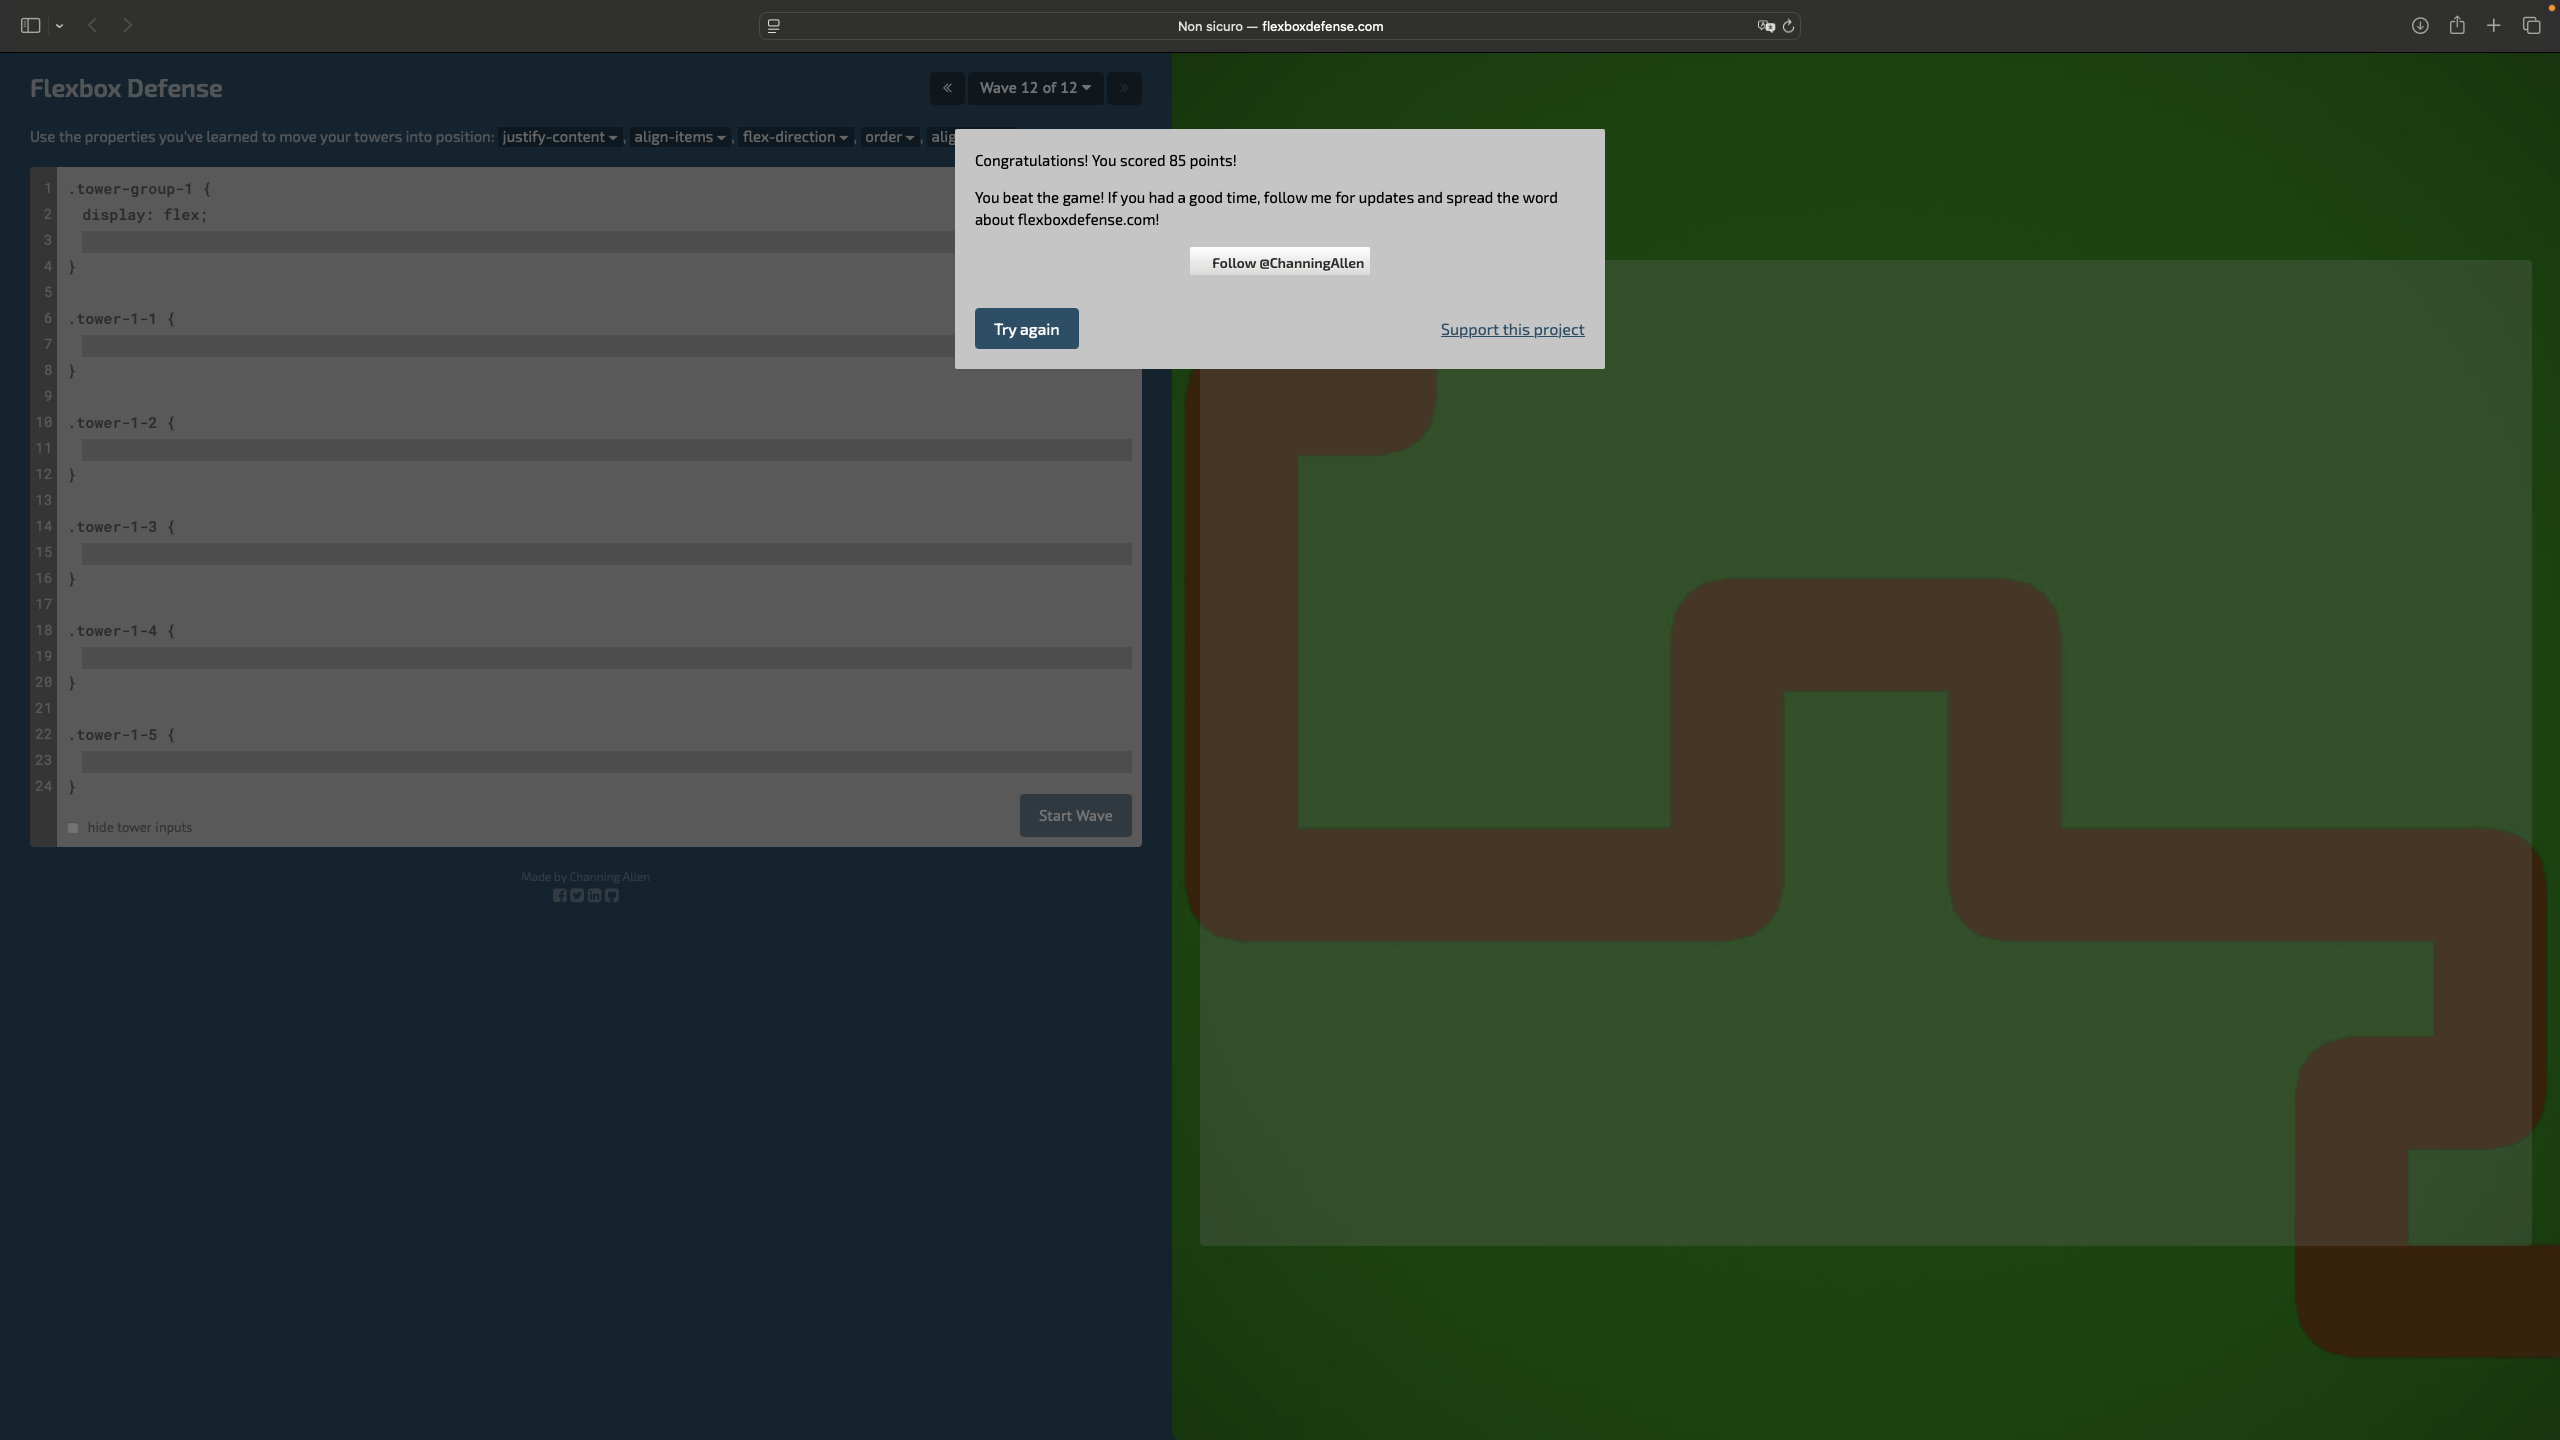 Non sicuro — flexboxdefense.com
Flexbox Defense
«
Wave 12 of 12
»
Use the properties you've learned to move your towers into position: justify-content , align-items , flex-direction , order ,
Congratulations! You scored 85 points!
You beat the game! If you had a good time, follow me for updates and spread the word
about flexboxdefense.com!
Follow @ChanningAllen
Try again
Support this project
1 .tower-group-1 {
2 display: flex;
3
4 }
5
6 .tower-1-1 {
7
8 }
9
10 .tower-1-2 {
11
12 }
13
14 .tower-1-3 {
15
16 }
17
18 .tower-1-4 {
19
20 }
21
22 .tower-1-5 {
23
24 }
hide tower inputs
Start Wave
Made by Channing Allen